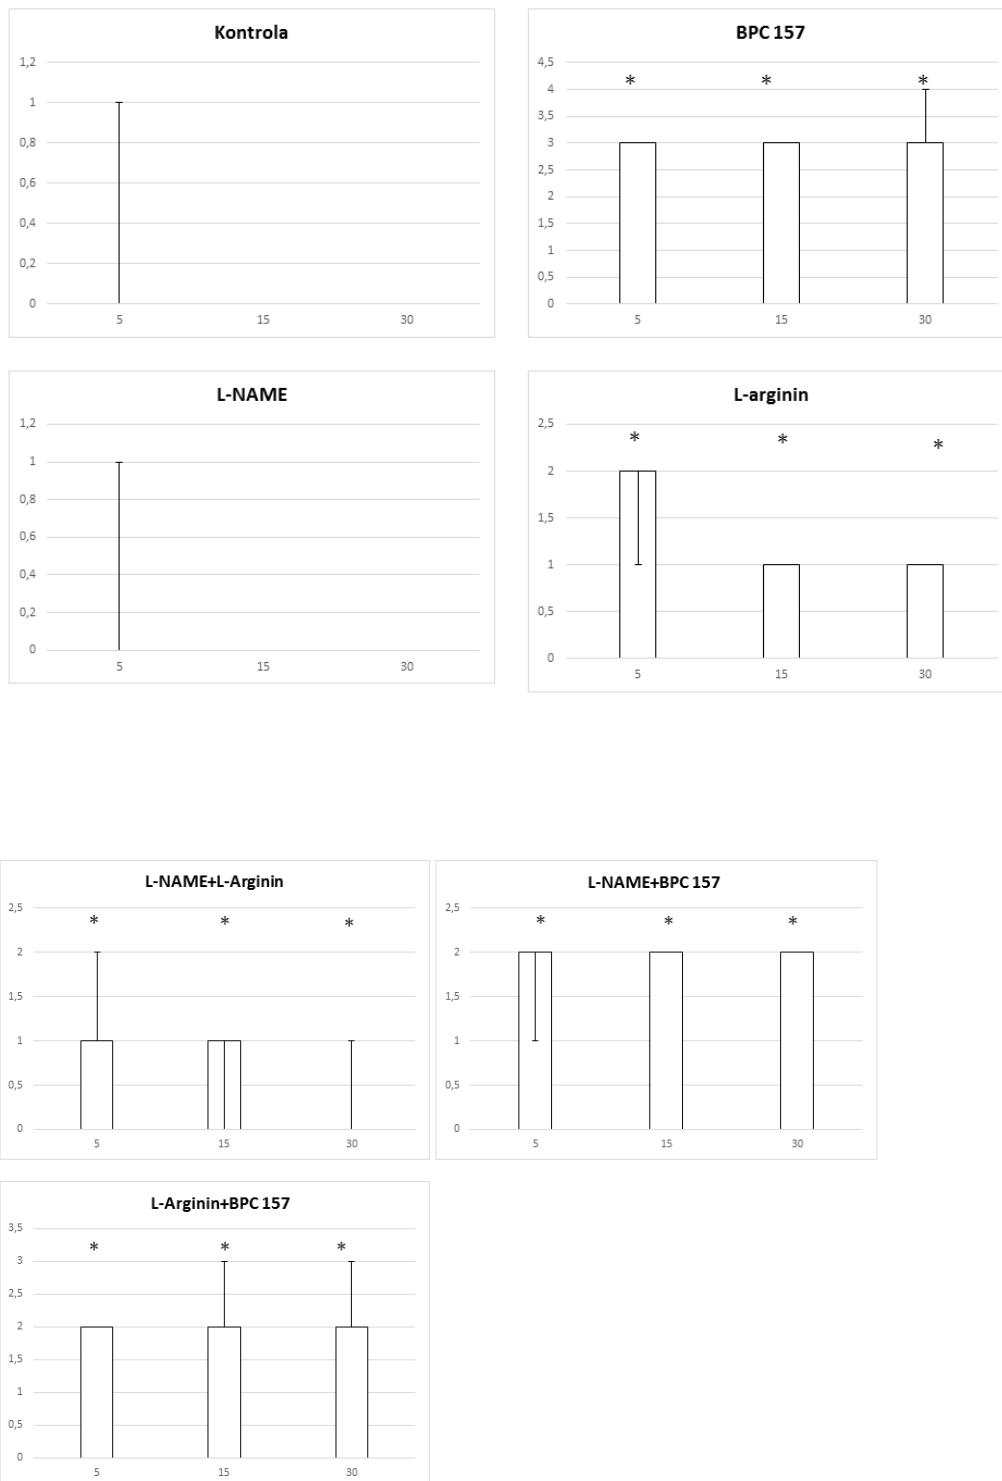 Kontrola
1,2
1
0,8
0,6
0,4
0,2
0
5 15 30
BPC 157
4,5
4
3,5
3
2,5
2
1,5
1
0,5
0
* * *
5 15 30
L-NAME
1,2
1
0,8
0,6
0,4
0,2
0
5 15 30
L-arginin
2,5
2
1,5
1
0,5
0
* * *
5 15 30
L-NAME+L-Arginin
2,5
2
1,5
1
0,5
0
* * *
5 15 30
L-NAME+BPC 157
2,5
2
1,5
1
0,5
0
* * *
5 15 30
L-Arginin+BPC 157
3,5
3
2,5
2
1,5
1
0,5
0
* * *
5 15 30